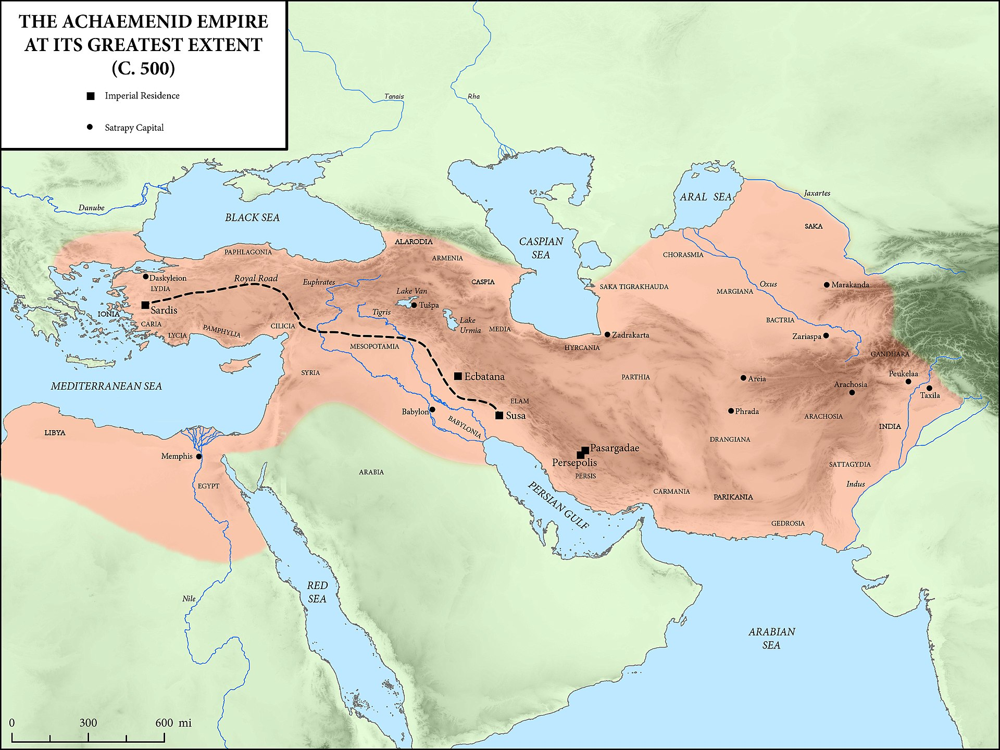 THE ACHAEMENID EMPIRE
AT ITS GREATEST EXTENT
(C. 500)
Imperial Residence
Satrapy Capital
Tanais
Rha
Danube
BLACK SEA
ARAL SEA
Jaxartes
SAKA
CASPIAN
SEA
ALARODIA
PAPHLAGONIA
ARMENIA
CHORASMIA
Daskyleion
Royal Road
Euphrates
CASPIA
LYDIA
Lake Van
SAKA TIGRAKHAUDA
MARGIANA
Oxus
Marakanda
Sardis
IONIA
Tušpa
Tigris
Lake
Urmia
CARIA
LYCIA
PAMPHYLIA
CILICIA
MEDIA
BACTRIA
Zariaspa
Zadrakarta
MESOPOTAMIA
HYRCANIA
GANDHARA
SYRIA
Ecbatana
PARTHIA
Areia
Peukelaa
Arachosia
Taxila
MEDITERRANEAN SEA
ELAM
Susa
Babylon
BABYLONIA
Phrada
ARACHOSIA
INDIA
LIBYA
DRANGIANA
Memphis
Pasargadae
Persepolis
PERSIS
SATTAGYDIA
ARABIA
EGYPT
Indus
PERSIAN GULF
CARMANIA
PARIKANIA
GEDROSIA
RED
SEA
Nile
ARABIAN
SEA
0 300 600 mi